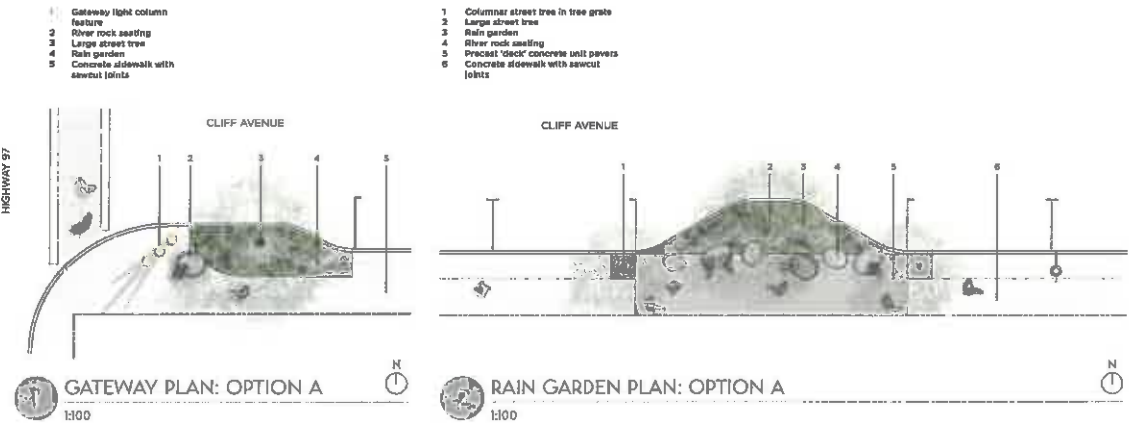 Gateway light column
feature
2 River rock seating
3 Large street tree
4 Rain garden
5 Concrete sidewalk with
sawcut joints
1 Columnar street tree in tree grate
2 Large street tree
3 Rain garden
4 River rock seating
5 Precast 'deck' concrete unit pavers
6 Concrete sidewalk with sawcut
joints
HIGHWAY 97
CLIFF AVENUE
1 2 3 4 5
CLIFF AVENUE
1 2 3 4 5 6
N
1 GATEWAY PLAN: OPTION A
1:100
N
2 RAIN GARDEN PLAN: OPTION A
1:100